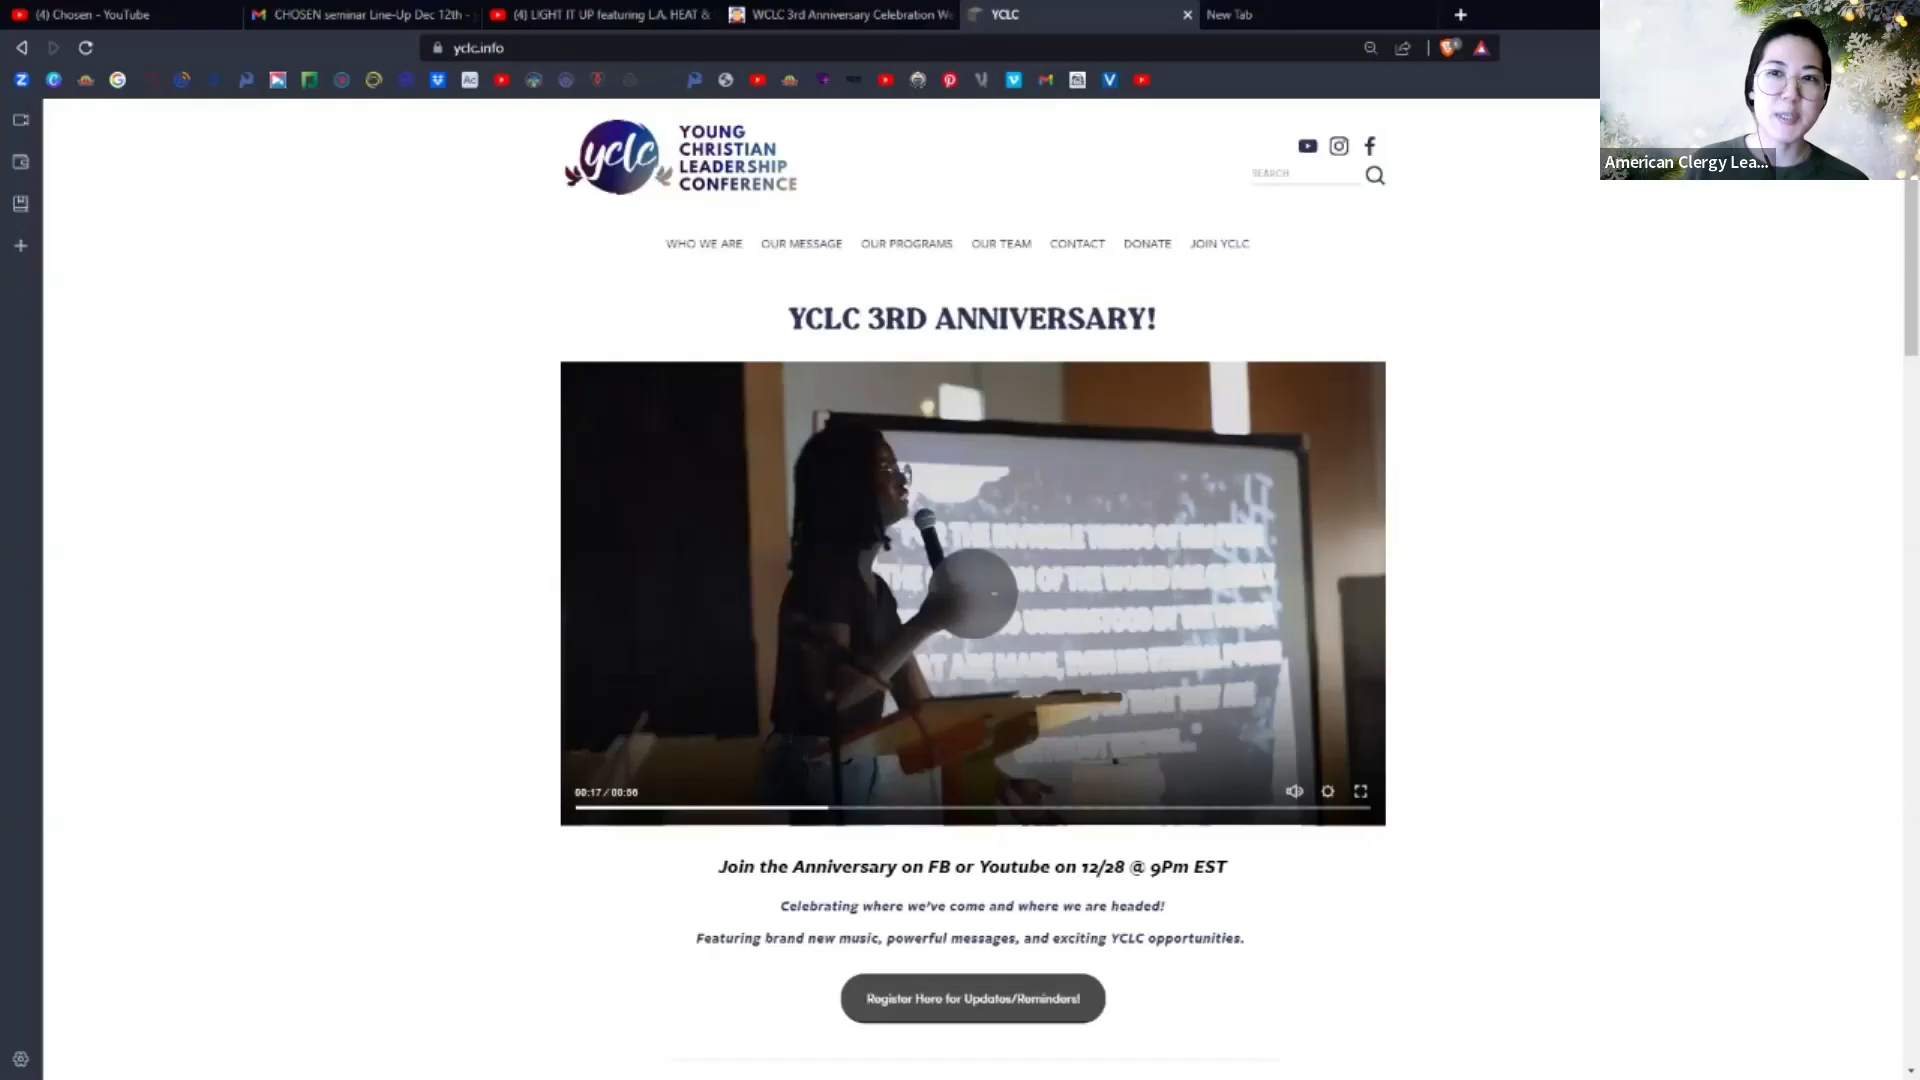 (4) Chosen - YouTube
CHOSEN seminar Line-Up Dec 12th -
(4) LIGHT IT UP featuring L.A. HEAT &
WCLC 3rd Anniversary Celebration We
YCLC
New Tab
yclc.info
American Clergy Lea...
yclc
YOUNG
CHRISTIAN
LEADERSHIP
CONFERENCE
SEARCH
WHO WE ARE
OUR MESSAGE
OUR PROGRAMS
OUR TEAM
CONTACT
DONATE
JOIN YCLC
YCLC 3RD ANNIVERSARY!
00:17 / 00:56
Join the Anniversary on FB or Youtube on 12/28 @ 9Pm EST
Celebrating where we've come and where we are headed!
Featuring brand new music, powerful messages, and exciting YCLC opportunities.
Register Here for Updates/Reminders!